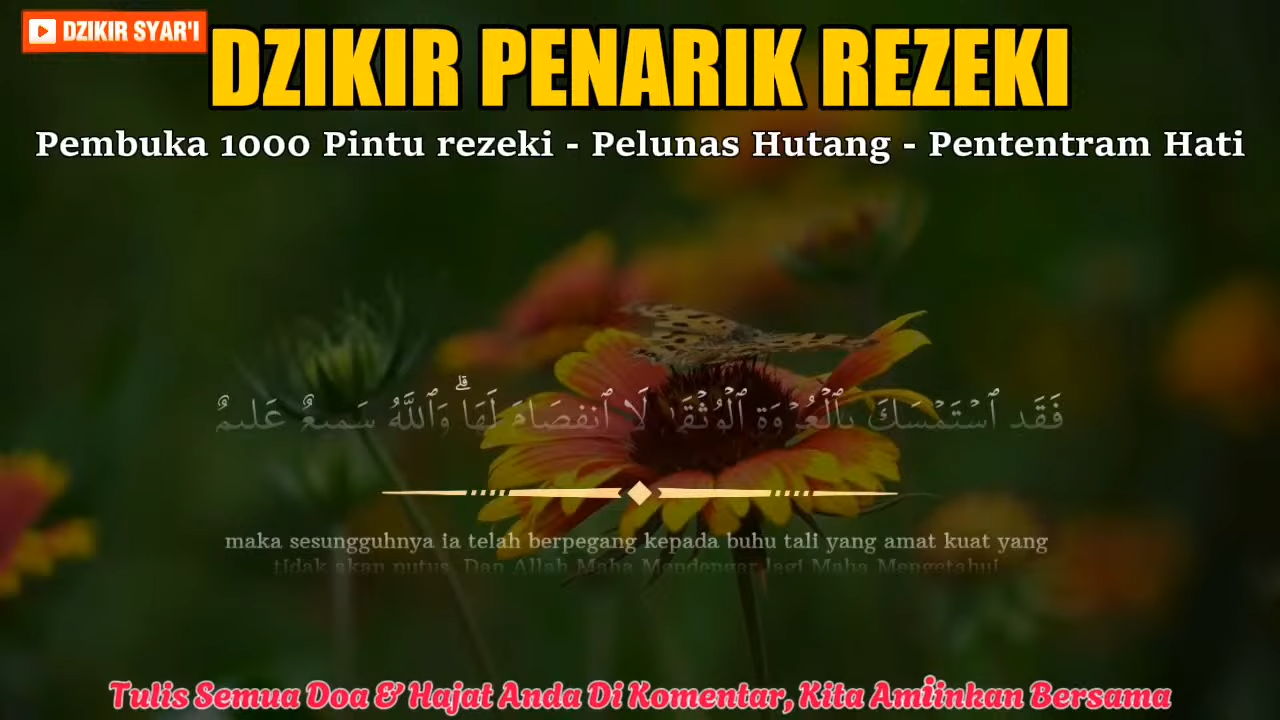 DZIKIR SYAR'I
DZIKIR PENARIK REZEKI
Pembuka 1000 Pintu rezeki - Pelunas Hutang - Pententram Hati
فَقَدِ ٱسْتَمْسَكَ بِٱلْعُرْوَةِ ٱلْوُثْقَىٰ لَا ٱنفِصَامَ لَهَا ۗ وَٱللَّهُ سَمِيعٌ عَلِيمٌ
maka sesungguhnya ia telah berpegang kepada buhu tali yang amat kuat yang
tidak akan putus. Dan Allah Maha Mendengar lagi Maha Mengetahui
Tulis Semua Doa & Hajat Anda Di Komentar, Kita Amiinkan Bersama